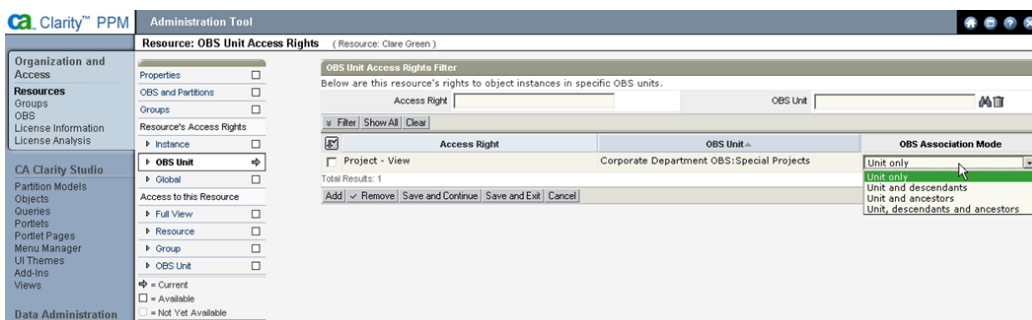 ca Clarity™ PPM
Administration Tool
Resource: OBS Unit Access Rights (Resource: Clare Green)
Organization and Access
Resources
Groups
OBS
License Information
License Analysis
CA Clarity Studio
Partition Models
Objects
Queries
Portlets
Portlet Pages
Menu Manager
UI Themes
Add-Ins
Views
Data Administration
Properties
OBS and Partitions
Groups
Resource's Access Rights
Instance
OBS Unit
Global
Access to this Resource
Full View
Resource
Group
OBS Unit
= Current
= Available
= Not Yet Available
OBS Unit Access Rights Filter
Below are this resource's rights to object instances in specific OBS units.
Access Right OBS Unit
Filter Show All Clear
Access Right OBS Unit OBS Association Mode
Project - View Corporate Department OBS:Special Projects Unit only
Unit only
Unit and descendants
Unit and ancestors
Unit, descendants and ancestors
Total Results: 1
Add Remove Save and Continue Save and Exit Cancel